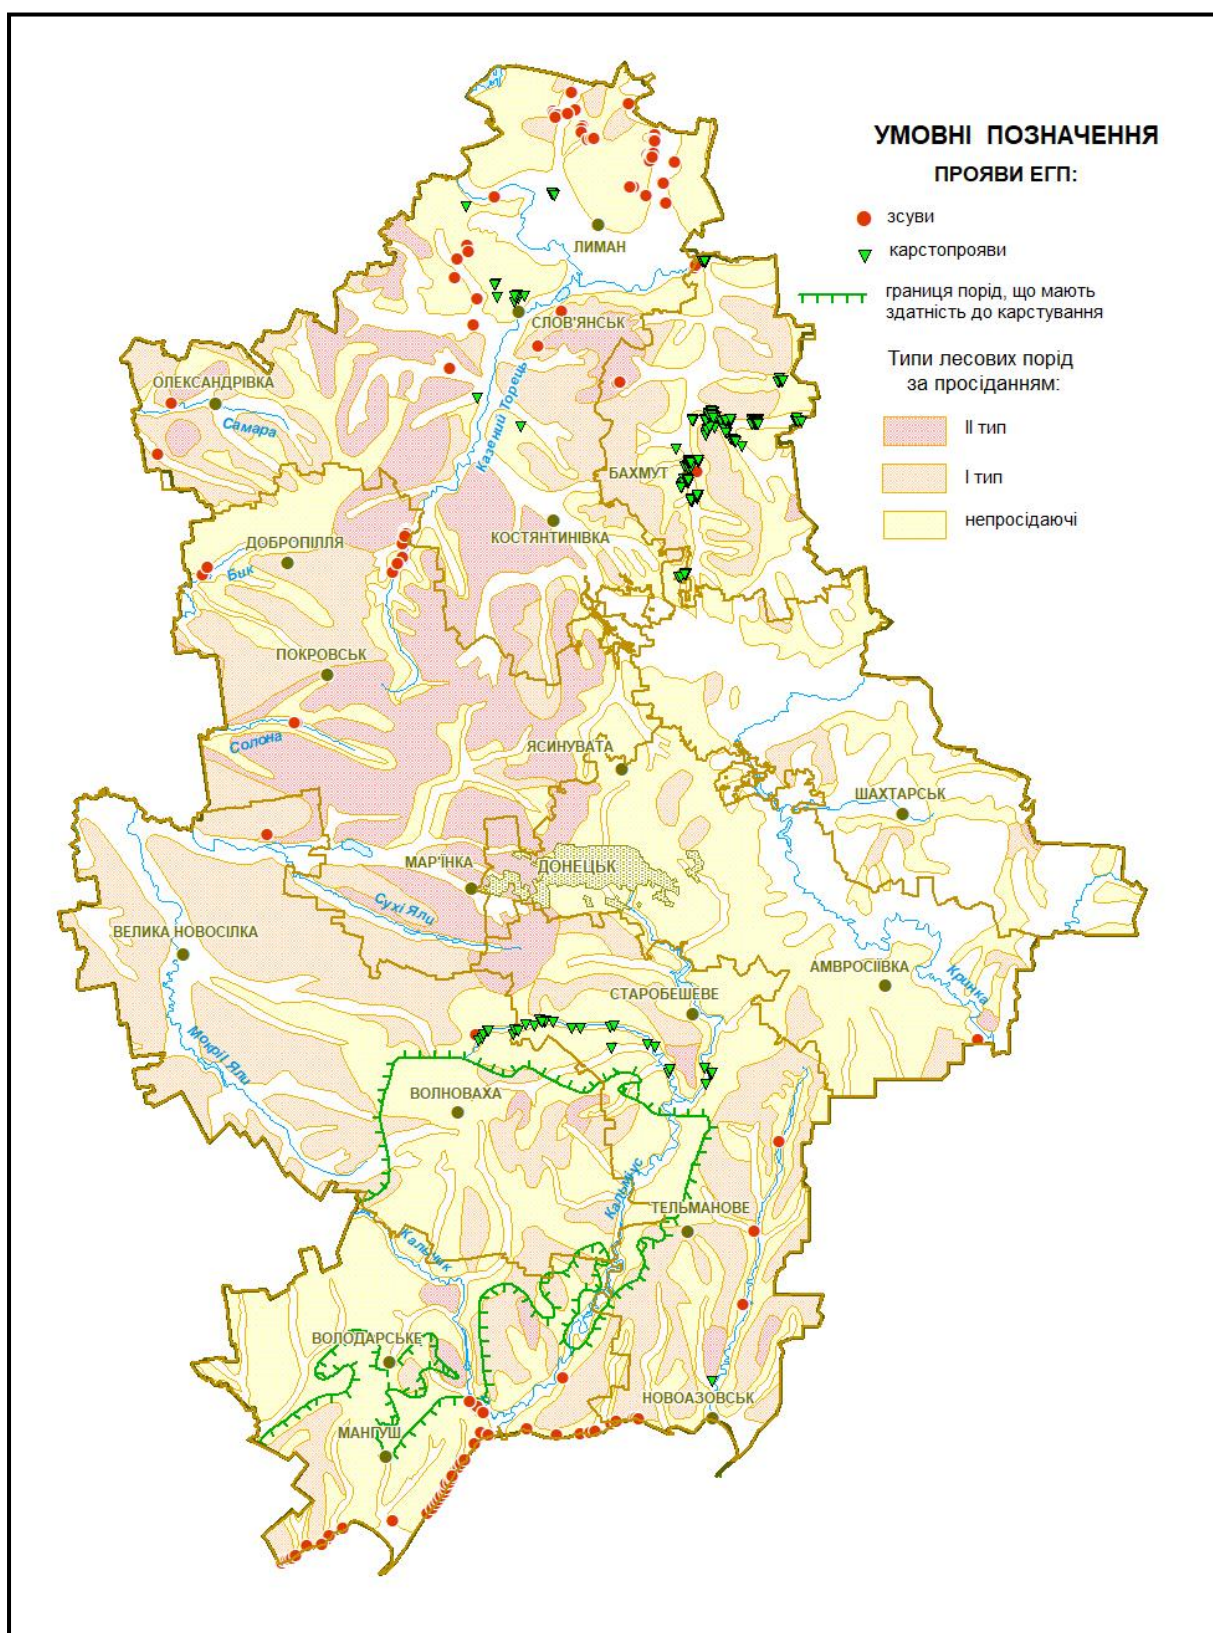 УМОВНІ ПОЗНАЧЕННЯ
ПРОЯВИ ЕГП:
зсуви
карстопрояви
границя порід, що мають
здатність до карстування
Типи лесових порід
за просіданням:
ІІ тип
І тип
непросідаючі
ЛИМАН
СЛОВ'ЯНСЬК
ОЛЕКСАНДРІВКА
Самара
Казений Торець
БАХМУТ
КОСТЯНТИНІВКА
ДОБРОПІЛЛЯ
Бик
ПОКРОВСЬК
Солона
ЯСИНУВАТА
ШАХТАРСЬК
МАР'ЇНКА
ДОНЕЦЬК
Сухі Яли
ВЕЛИКА НОВОСІЛКА
АМВРОСІЇВКА
Кринка
СТАРОБЕШЕВЕ
Мокрії Яли
ВОЛНОВАХА
Кальміус
ТЕЛЬМАНОВЕ
Кальчик
ВОЛОДАРСЬКЕ
НОВОАЗОВСЬК
МАНГУШ